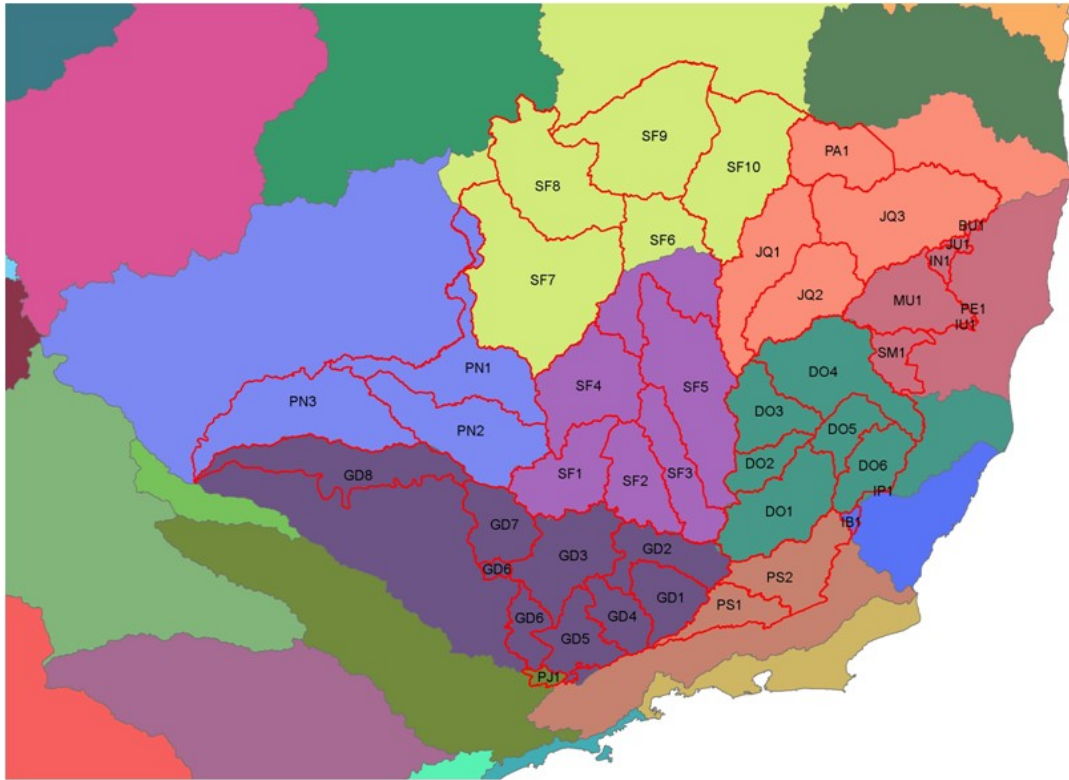 SF9
PA1
SF10
SF8
JQ3
BU1
SF6
JU1
JQ1
IN1
SF7
JQ2
MU1
PE1
IU1
SM1
PN1
DO4
SF4
SF5
PN3
DO3
DO5
PN2
DO2
DO6
SF1
GD8
SF3
SF2
IP1
DO1
IB1
GD7
GD2
GD3
GD6
PS2
GD1
PS1
GD4
GD6
GD5
PJ1